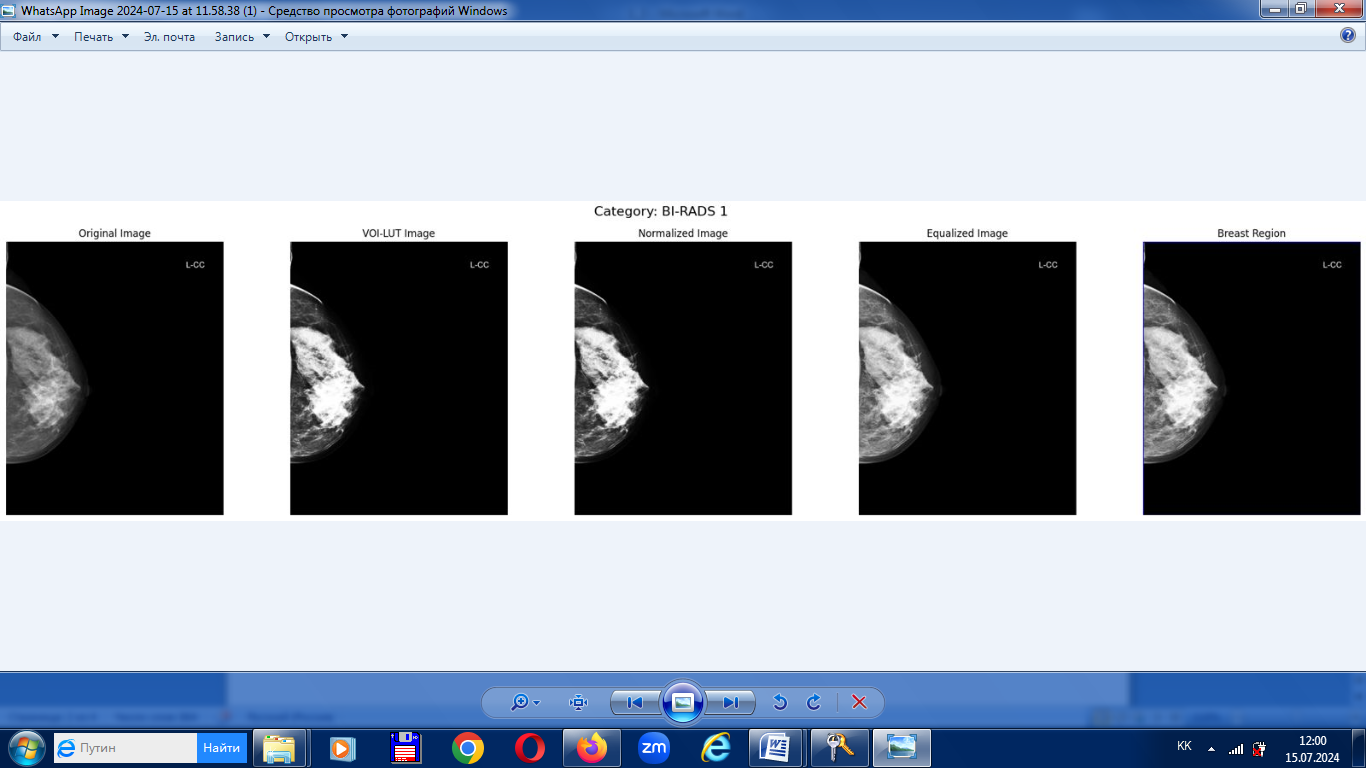 WhatsApp Image 2024-07-15 at 11.58.38 (1) - Средство просмотра фотографий Windows
Файл Печать Эл. почта Запись Открыть
Category: BI-RADS 1
Original Image VOI-LUT Image Normalized Image Equalized Image Breast Region
L-CC L-CC L-CC L-CC L-CC
Путин Найти zm KK 12:00
15.07.2024